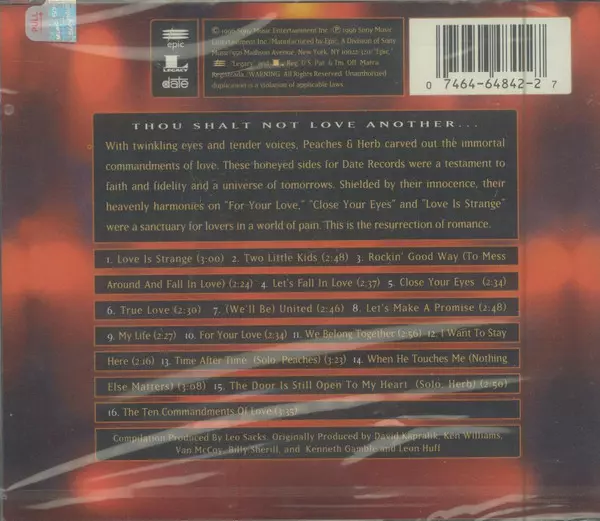 PULL
© 1996 Sony Music Entertainment Inc./ ℗ 1996 Sony Music
Entertainment Inc./Manufactured by Epic, A Division of Sony
Music/550 Madison Avenue, New York, NY 10022-3211/"Epic,"
"Legacy" and L Reg. U.S. Pat. & Tm. Off. Marca
Registrada./WARNING: All Rights Reserved. Unauthorized
duplication is a violation of applicable laws.
epic
L
LEGACY
date
0 7464-64842-2 7
THOU SHALT NOT LOVE ANOTHER...
With twinkling eyes and tender voices, Peaches & Herb carved out the immortal
commandments of love. These honeyed sides for Date Records were a testament to
faith and fidelity and a universe of tomorrows. Shielded by their innocence, their
heavenly harmonies on "For Your Love," "Close Your Eyes" and "Love Is Strange"
were a sanctuary for lovers in a world of pain. This is the resurrection of romance.
1. Love Is Strange (3:00) 2. Two Little Kids (2:48) 3. Rockin' Good Way (To Mess
Around And Fall In Love) (2:24) 4. Let's Fall In Love (2:37) 5. Close Your Eyes (2:34)
6. True Love (2:30) 7. (We'll Be) United (2:46) 8. Let's Make A Promise (2:48)
9. My Life (2:27) 10. For Your Love (2:34) 11. We Belong Together (2:56) 12. I Want To Stay
Here (2:16) 13. Time After Time (Solo, Peaches) (3:23) 14. When He Touches Me (Nothing
Else Matters) (3:08) 15. The Door Is Still Open To My Heart (Solo, Herb) (2:56)
16. The Ten Commandments Of Love (3:35)
Compilation Produced By Leo Sacks. Originally Produced by David Kapralik, Ken Williams,
Van McCoy, Billy Sherill, and Kenneth Gamble and Leon Huff